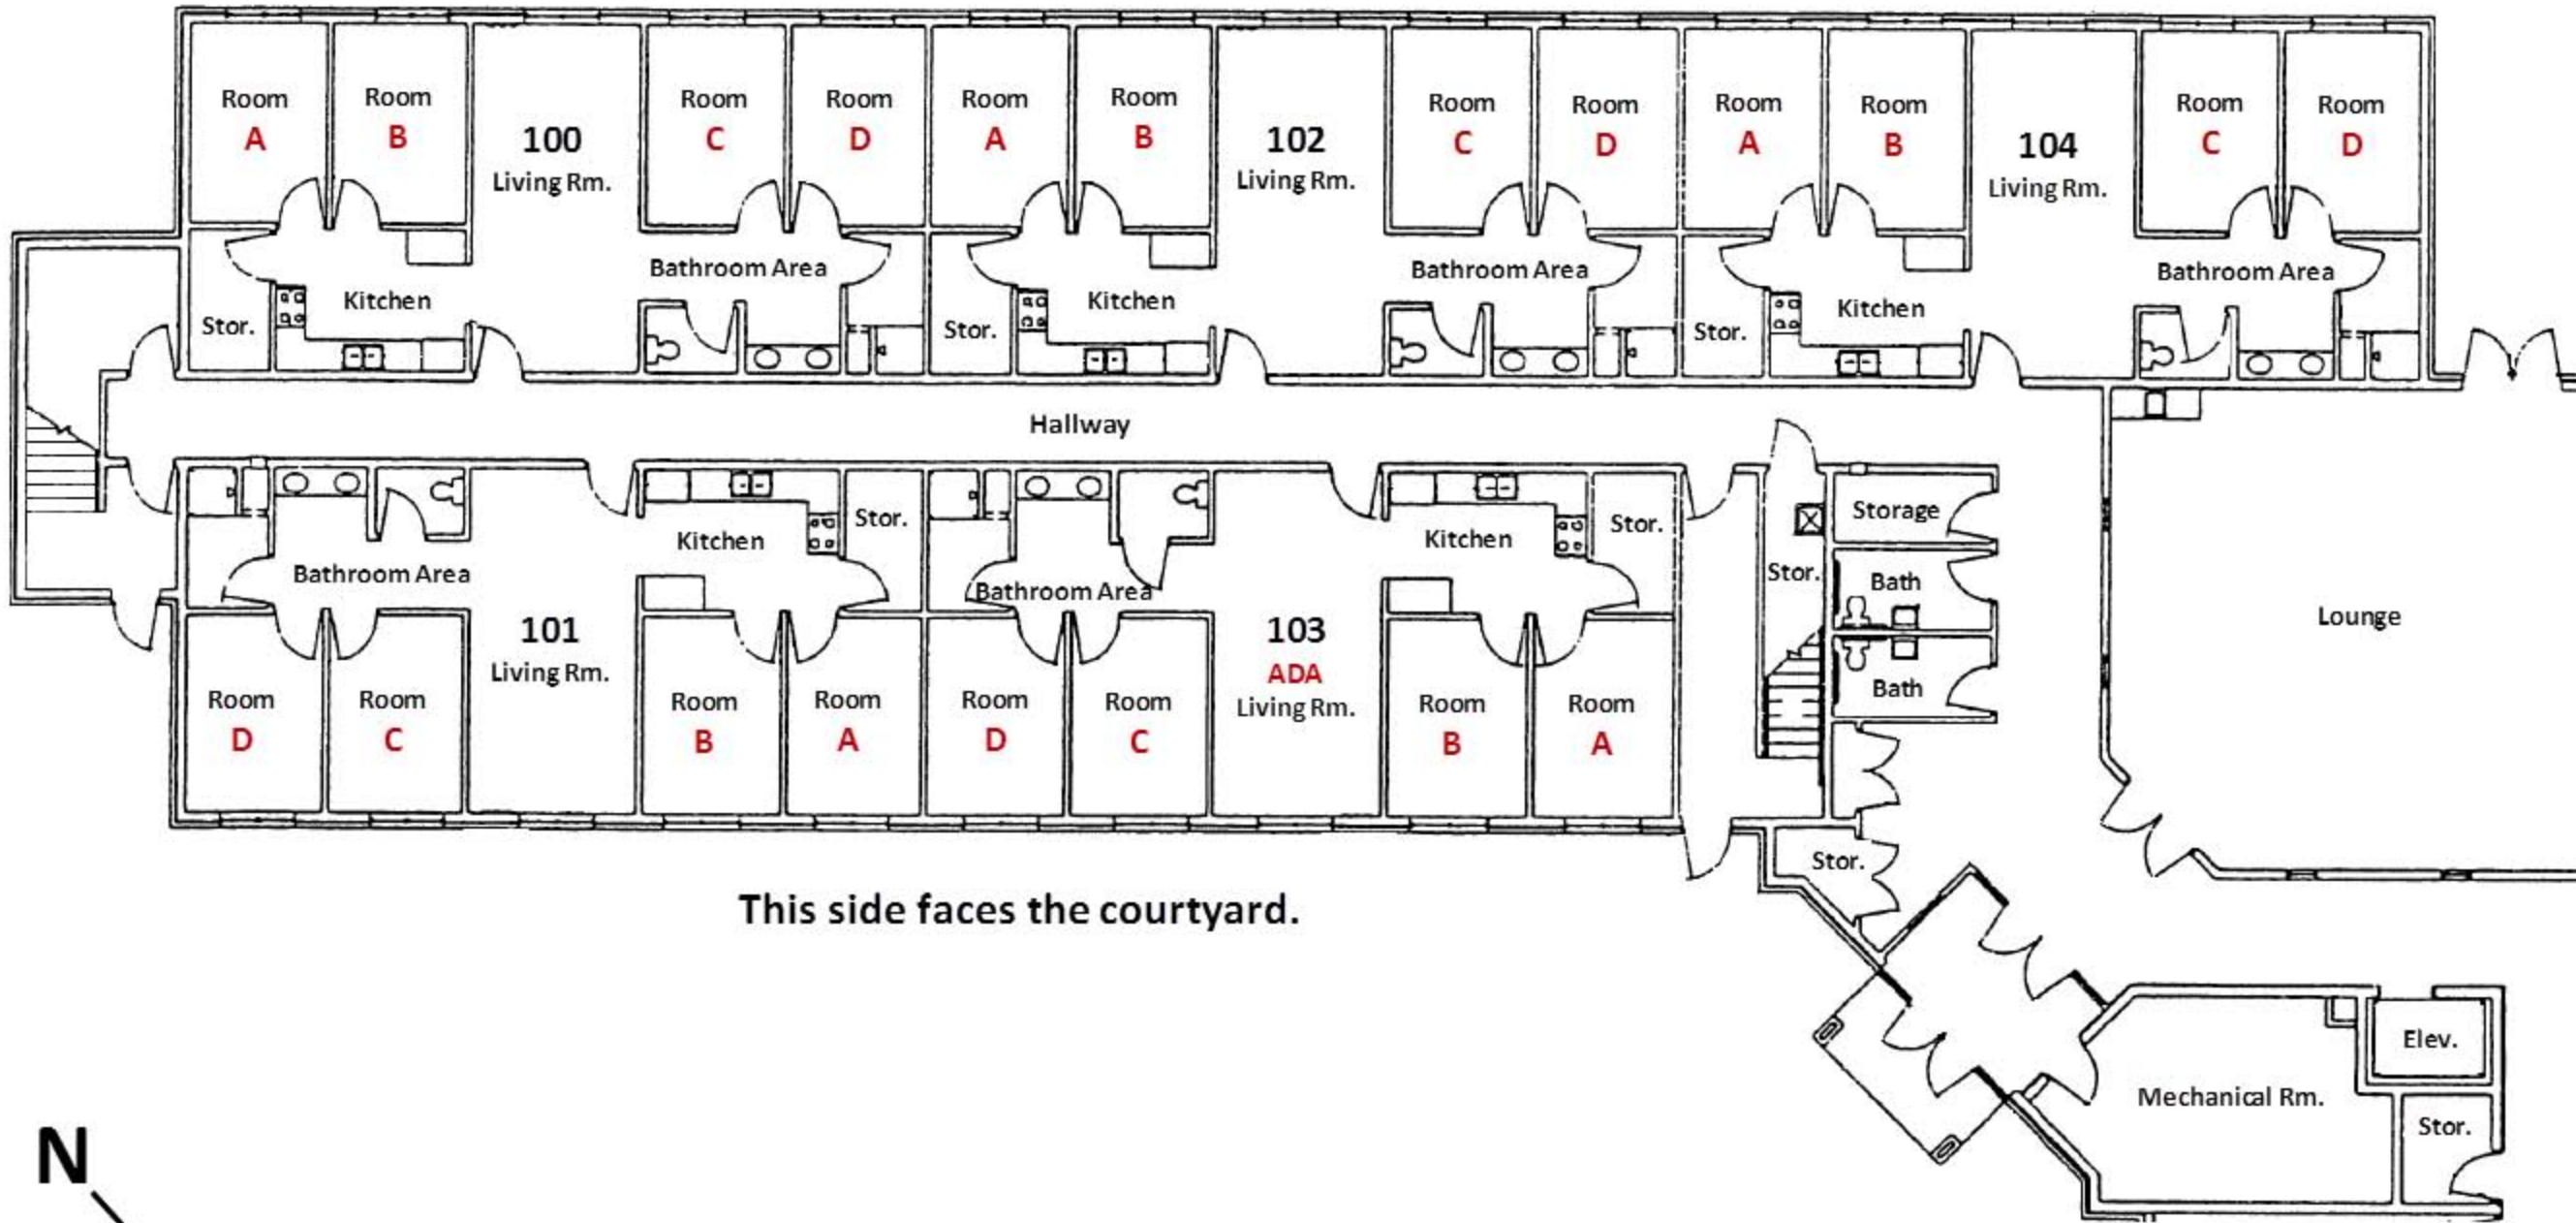 Room
A
Room
B
100
Living Rm.
Room
C
Room
D
Room
A
Room
B
102
Living Rm.
Room
C
Room
D
Room
A
Room
B
104
Living Rm.
Room
C
Room
D
Stor.
Kitchen
Bathroom Area
Stor.
Kitchen
Bathroom Area
Stor.
Kitchen
Bathroom Area
Hallway
Bathroom Area
Kitchen
Stor.
Bathroom Area
Kitchen
Stor.
Stor.
Storage
Bath
Bath
Lounge
Room
D
Room
C
101
Living Rm.
Room
B
Room
A
Room
D
Room
C
103
ADA
Living Rm.
Room
B
Room
A
Stor.
This side faces the courtyard.
Elev.
Mechanical Rm.
Stor.
N